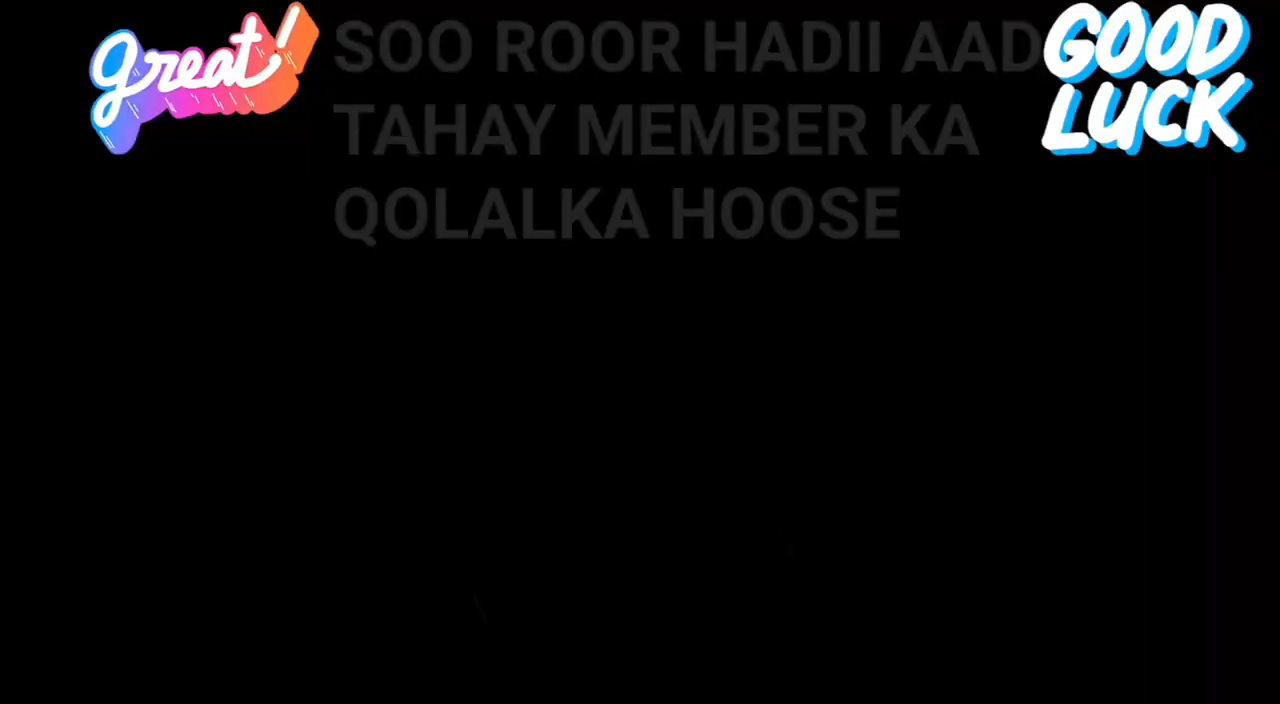 great!
SOO ROOR HADII AAD
TAHAY MEMBER KA
QOLALKA HOOSE
GOOD
LUCK